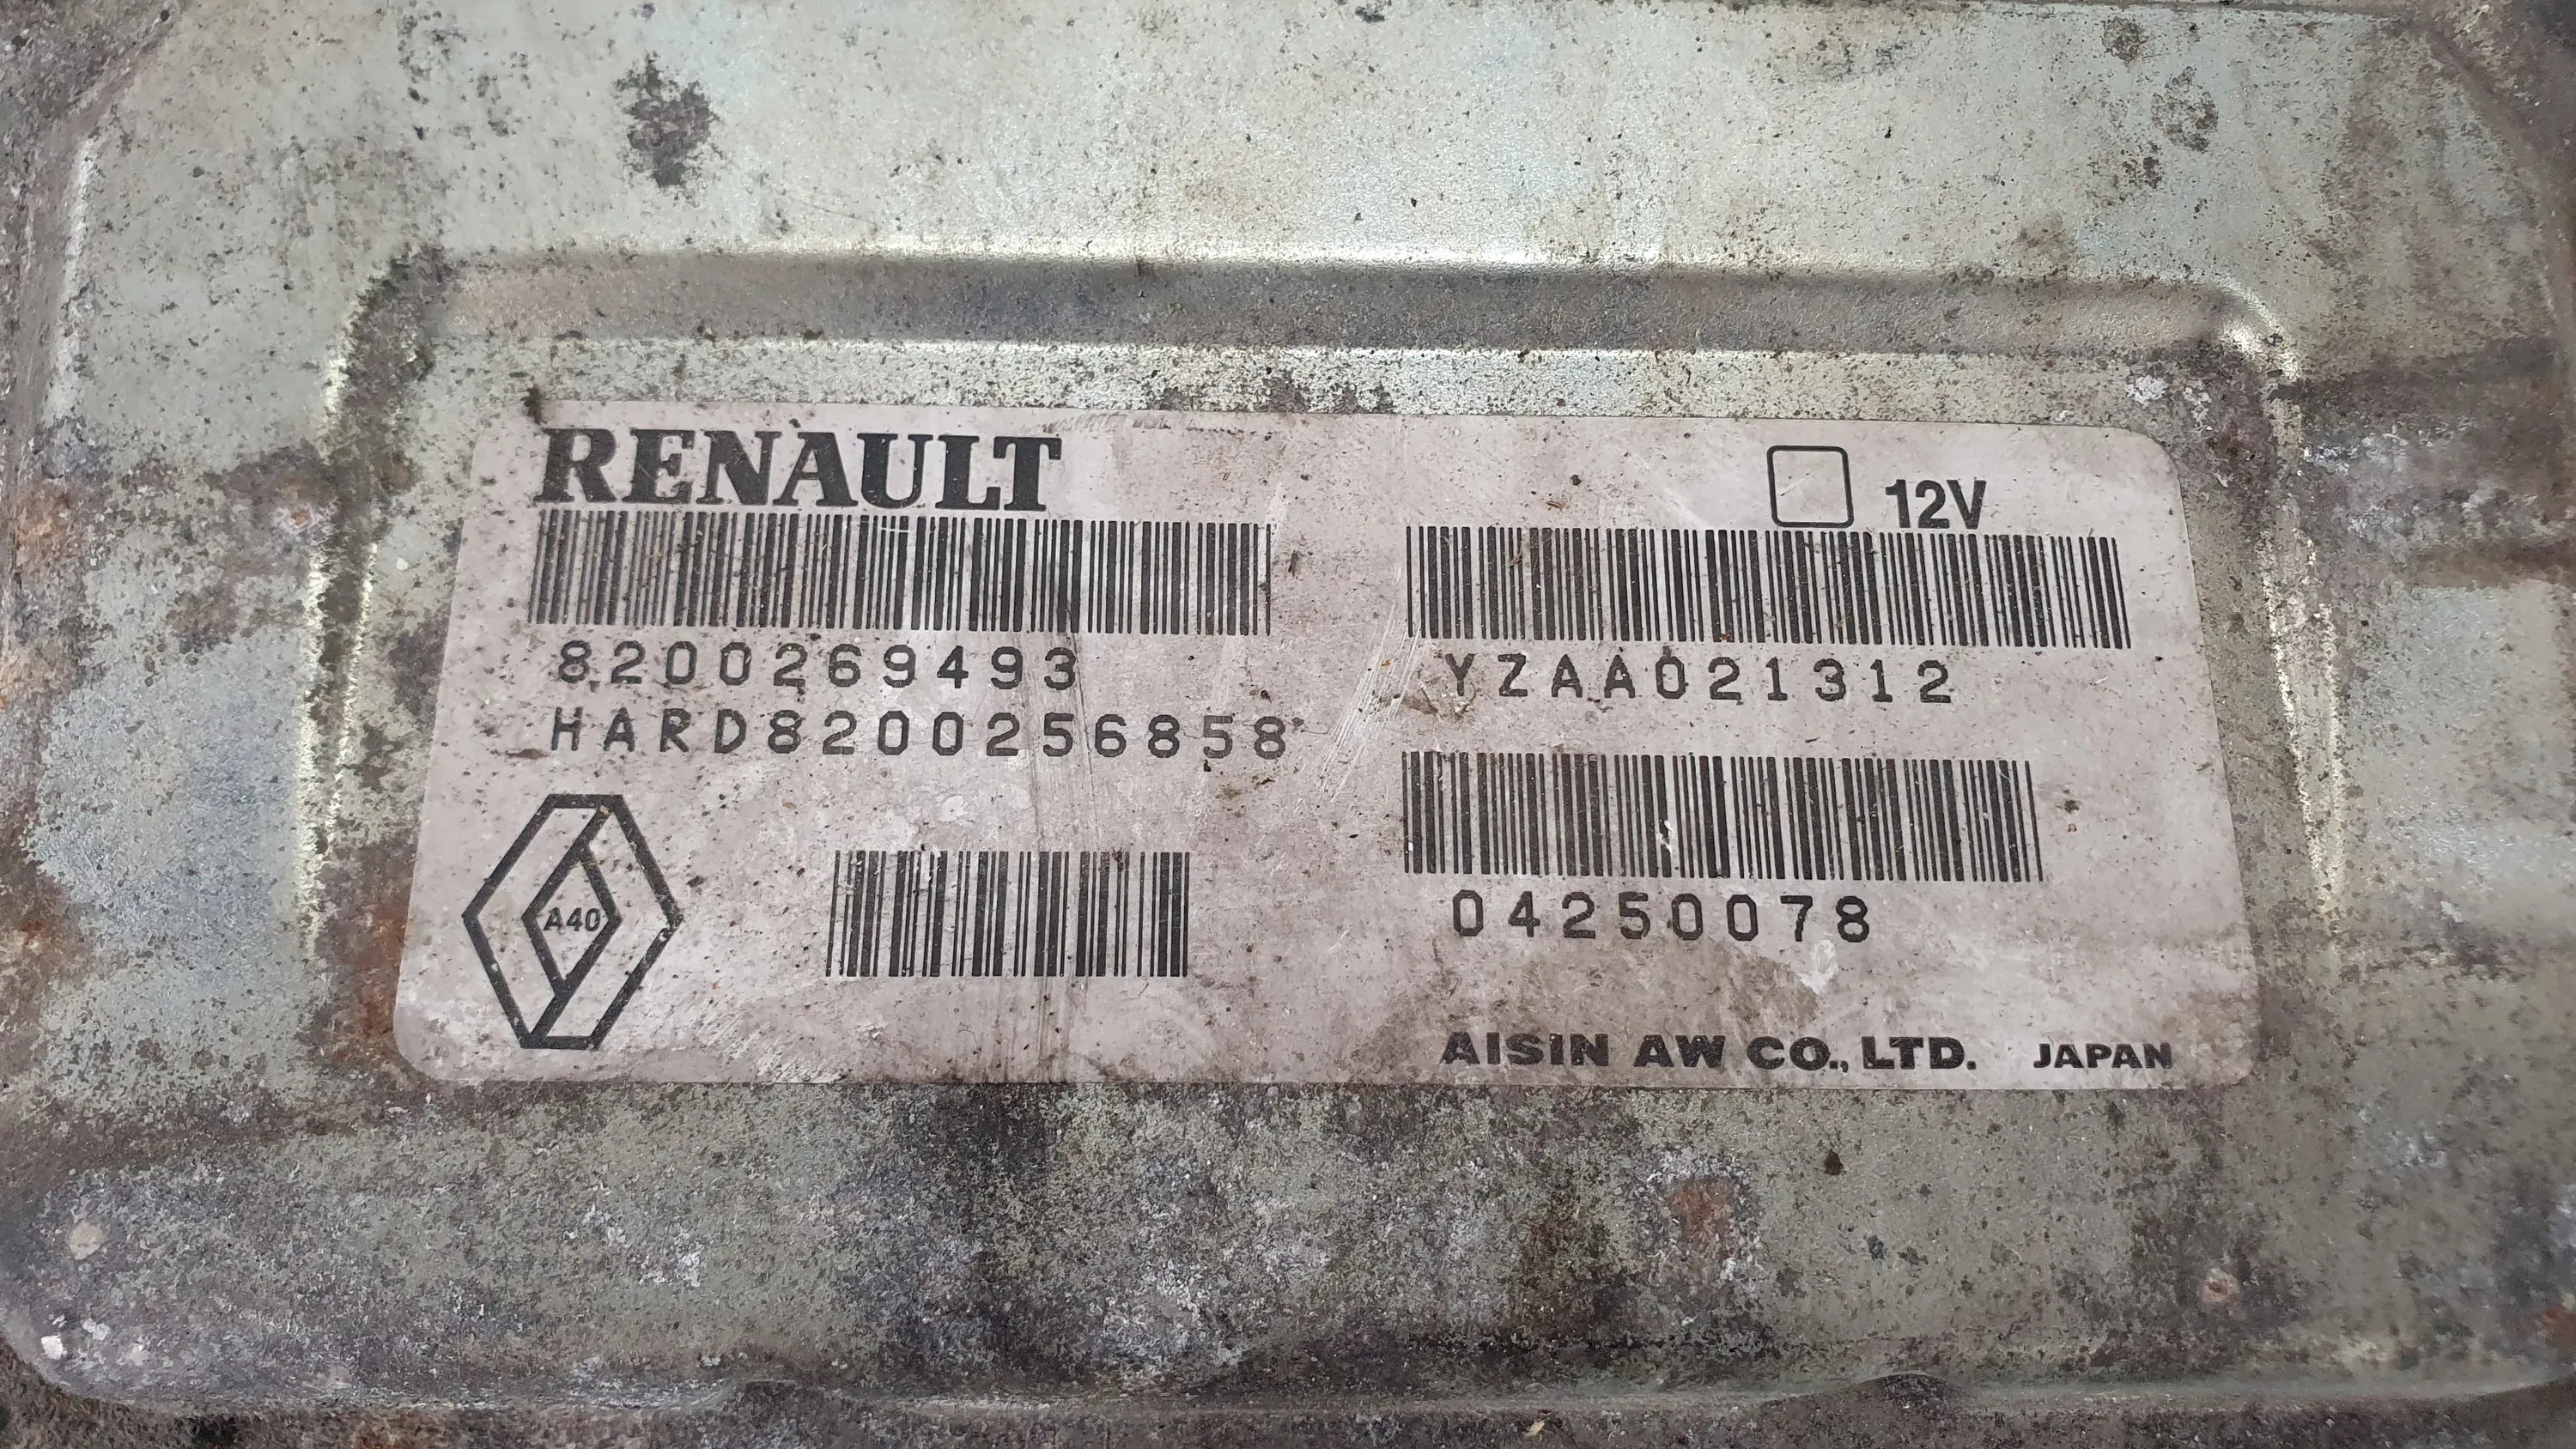 RENAULT
12V
8200269493
YZAA021312
HARD8200256858
A40
04250078
AISIN AW CO., LTD. JAPAN